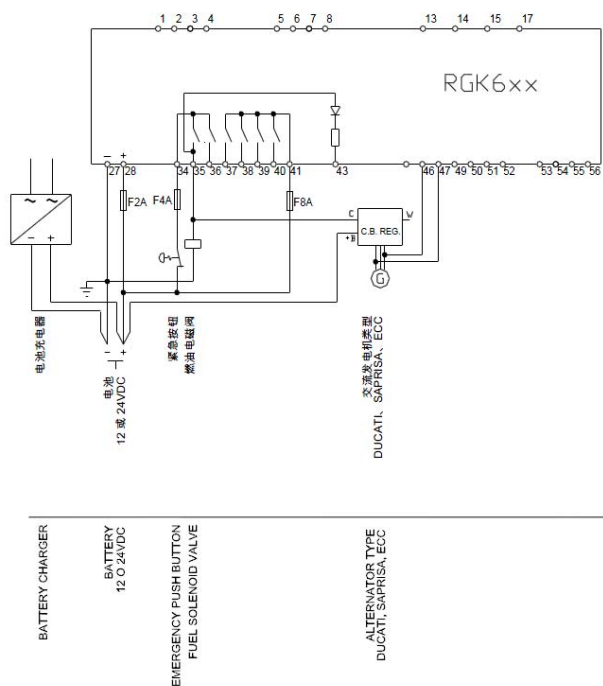 1 2 3 4 5 6 7 8 13 14 15 17
RGK6xx
– +
27 28 34 35 36 37 38 39 40 41 43 46 47 49 50 51 52 53 54 55 56
F2A F4A F8A
C W
C.B. REG.
+B
~ ~
– +
G
– +
电池充电器
电池
12 或 24VDC
紧急按钮
燃油电磁阀
交流发电机类型
DUCATI、SAPRISA、ECC
BATTERY CHARGER
BATTERY
12 O 24VDC
EMERGENCY PUSH BUTTON
FUEL SOLENOID VALVE
ALTERNATOR TYPE
DUCATI, SAPRISA, ECC